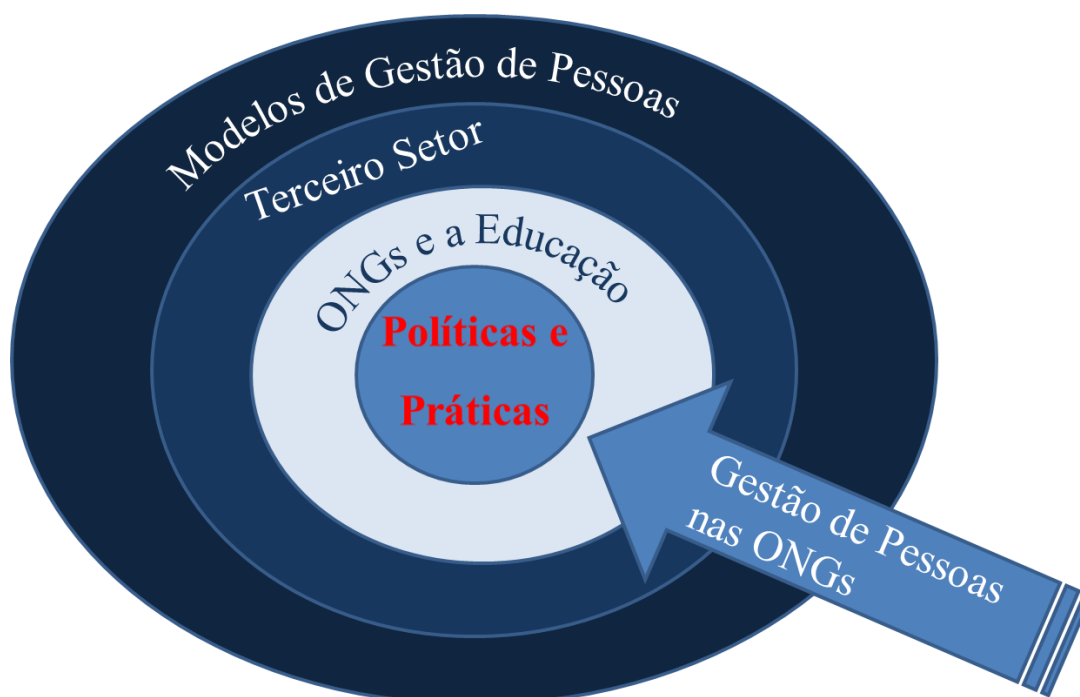 Modelos de Gestão de Pessoas
Terceiro Setor
ONGs e a Educação
Políticas e
Práticas
Gestão de Pessoas
nas ONGs